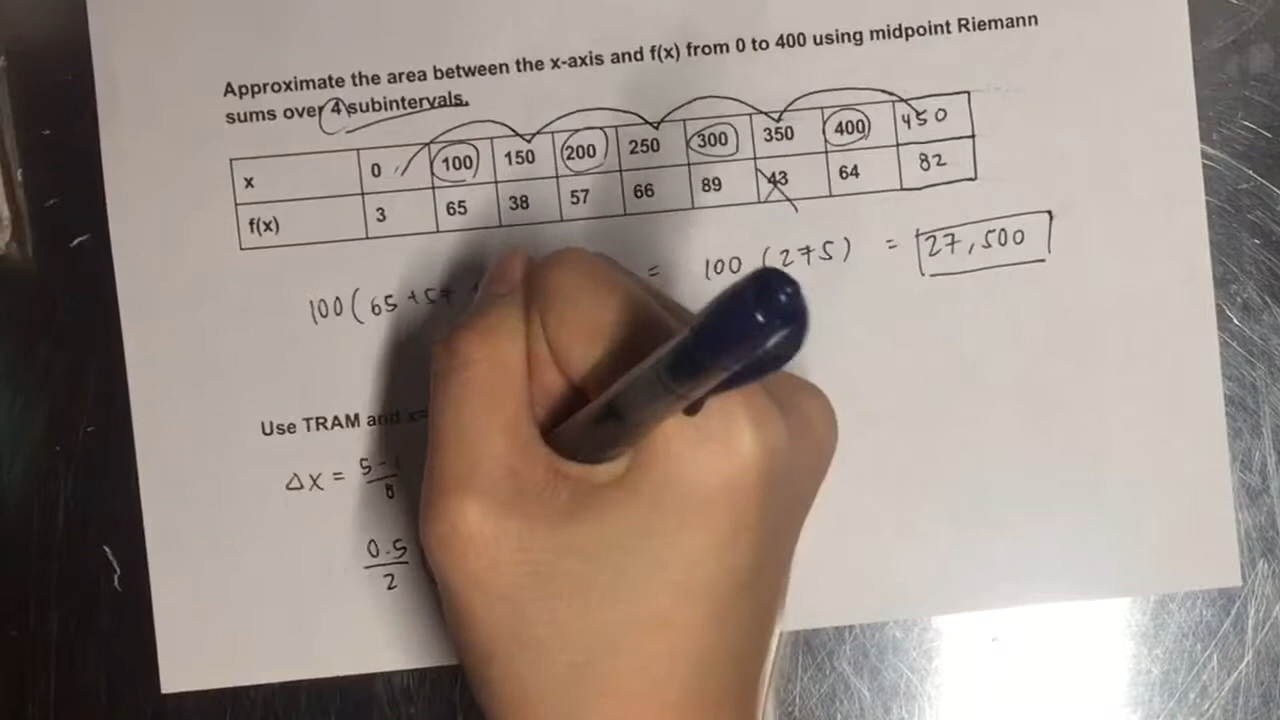 Approximate the area between the x-axis and f(x) from 0 to 400 using midpoint Riemann
sums over 4 subintervals.
x 0 100 150 200 250 300 350 400 450
f(x) 3 65 38 57 66 89 43 64 82
100(65+57 = 100 (275) = 27,500
Use TRAM and x=
Δx = 5-1
8
0.5
2